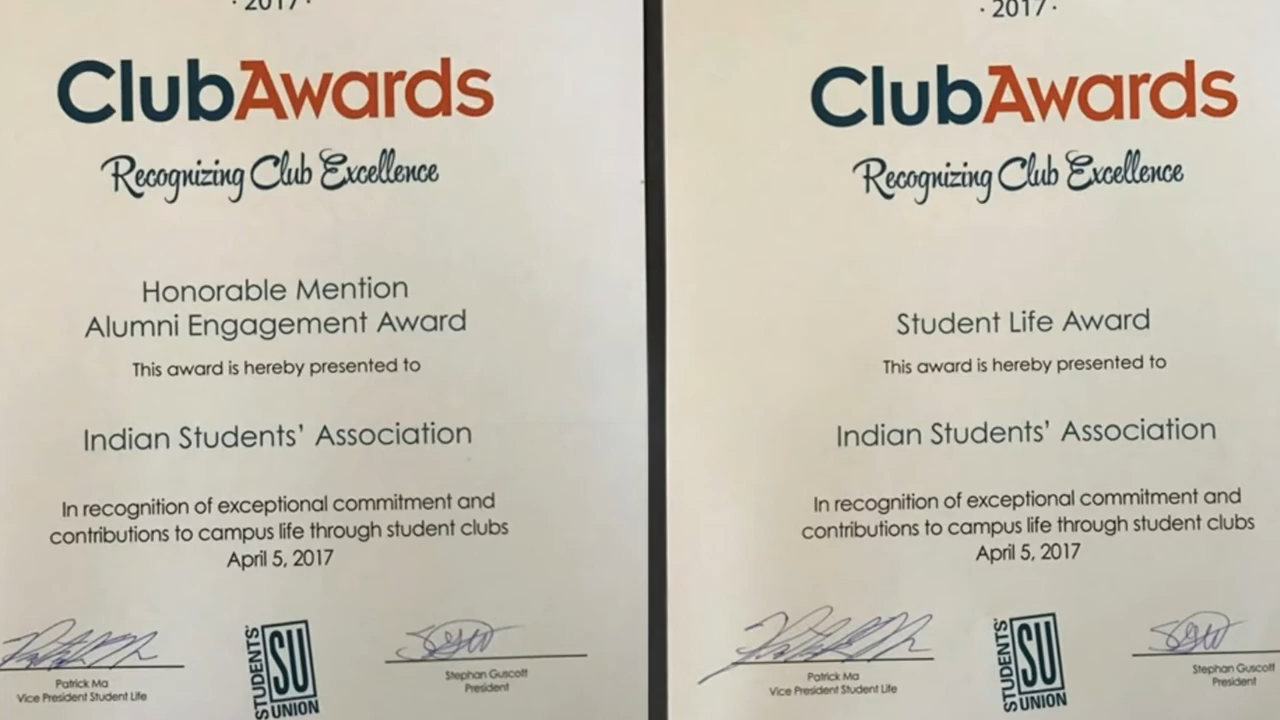 · 2017 ·
ClubAwards
Recognizing Club Excellence
Honorable Mention
Alumni Engagement Award
This award is hereby presented to
Indian Students' Association
In recognition of exceptional commitment and
contributions to campus life through student clubs
April 5, 2017
Patrick Ma
Vice President Student Life
STUDENTS'
SU
UNION
Stephan Guscott
President
· 2017 ·
ClubAwards
Recognizing Club Excellence
Student Life Award
This award is hereby presented to
Indian Students' Association
In recognition of exceptional commitment and
contributions to campus life through student clubs
April 5, 2017
Patrick Ma
Vice President Student Life
STUDENTS'
SU
UNION
Stephan Guscott
President